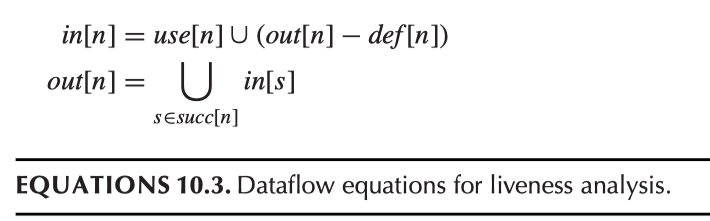 in[n] = use[n] ∪ (out[n] − def[n])
out[n] = ⋃ in[s]
s∈succ[n]
EQUATIONS 10.3. Dataflow equations for liveness analysis.